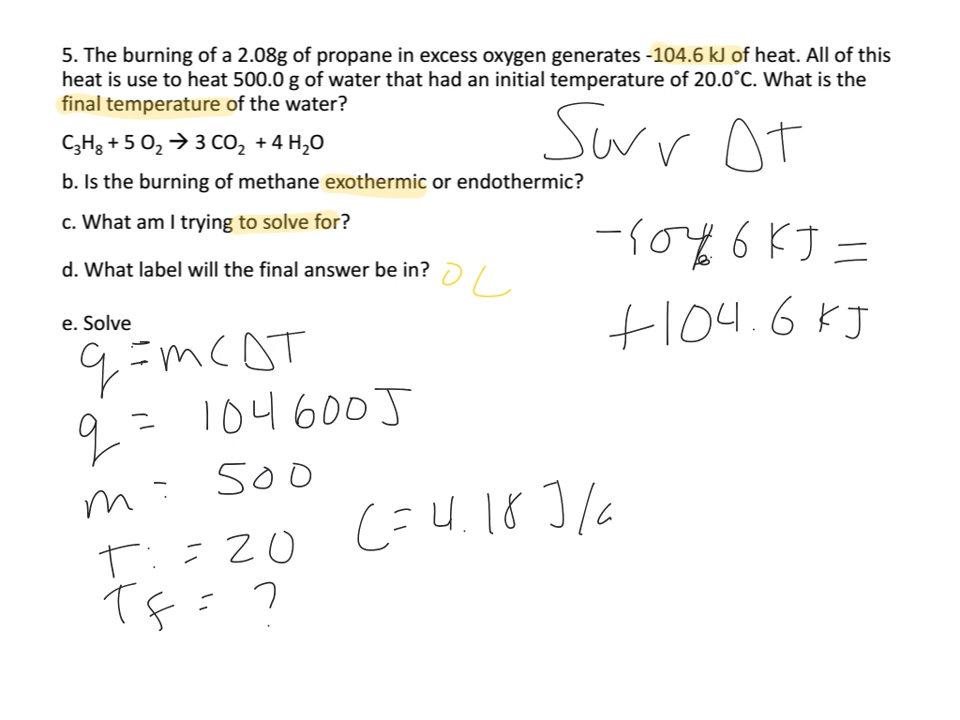 5. The burning of a 2.08g of propane in excess oxygen generates -104.6 kJ of heat. All of this
heat is use to heat 500.0 g of water that had an initial temperature of 20.0°C. What is the
final temperature of the water?
Surr ΔT
C₃H₈ + 5 O₂ → 3 CO₂ + 4 H₂O
b. Is the burning of methane exothermic or endothermic?
c. What am I trying to solve for?
-104.6 KJ =
d. What label will the final answer be in?
+104.6 KJ
e. Solve
q = mCΔT
q = 104600J
m = 500
C = 4.18 J/G
Ti = 20
Tf = ?